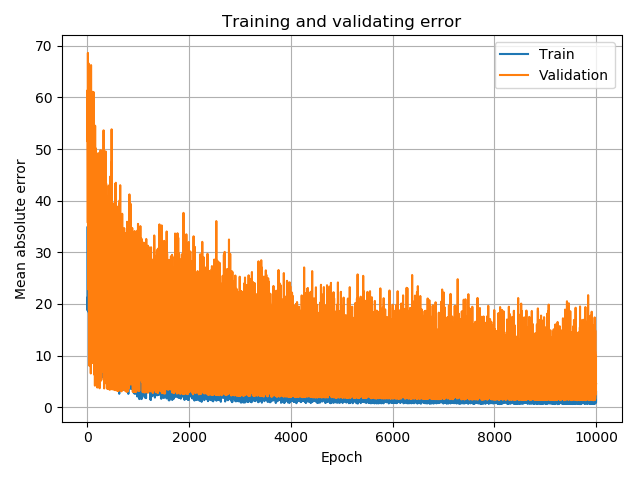 Training and validating error
Train
Validation
Mean absolute error
70
60
50
40
30
20
10
0
0 2000 4000 6000 8000 10000
Epoch